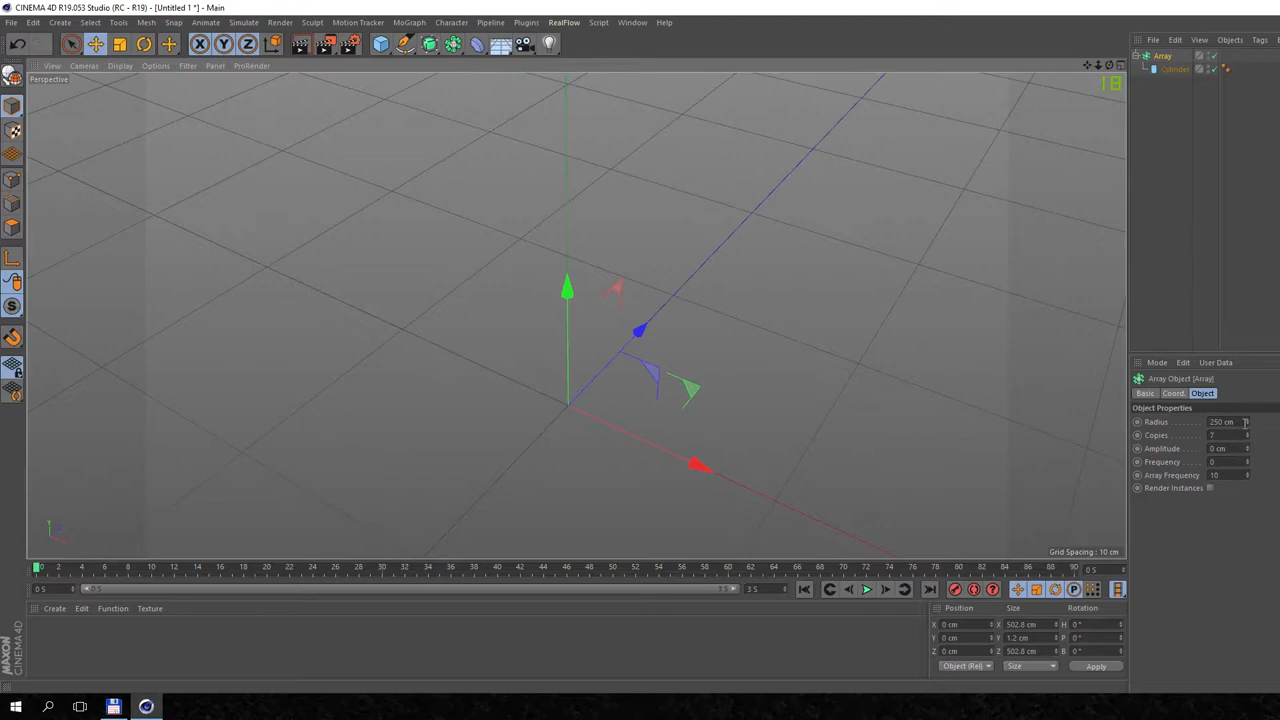 CINEMA 4D R19.053 Studio (RC - R19) - [Untitled 1 *] - Main
File Edit Create Select Tools Mesh Snap Animate Simulate Render Sculpt Motion Tracker MoGraph Character Pipeline Plugins RealFlow Script Window Help
X Y Z
File Edit View Objects Tags
Array
Cylinder
View Cameras Display Options Filter Panel ProRender
Perspective
18
Grid Spacing : 10 cm
Mode Edit User Data
Array Object [Array]
Basic Coord. Object
Object Properties
Radius 250 cm
Copies 7
Amplitude 0 cm
Frequency 0
Array Frequency 10
Render Instances
0 2 4 6 8 10 12 14 16 18 20 22 24 26 28 30 32 34 36 38 40 42 44 46 48 50 52 54 56 58 60 62 64 66 68 70 72 74 76 78 80 82 84 86 88 90
0 S
0 S 0 S 3 S 3 S
Create Edit Function Texture
Position Size Rotation
X 0 cm X 502.8 cm H 0 °
Y 0 cm Y 1.2 cm P 0 °
Z 0 cm Z 502.8 cm B 0 °
Object (Rel) Size Apply
MAXON
CINEMA 4D